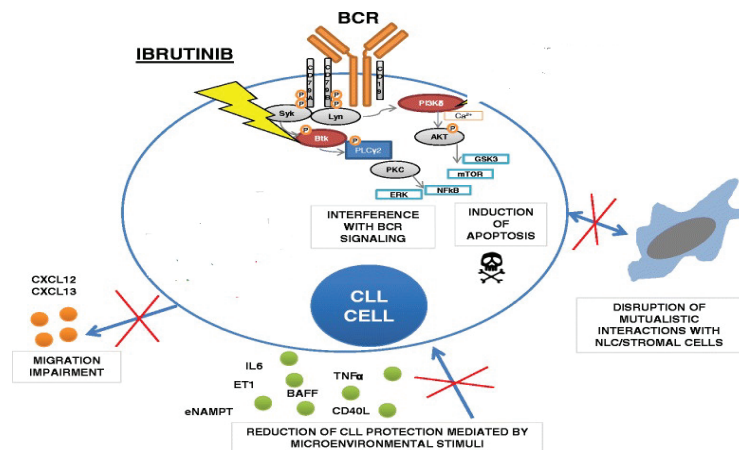 BCR
IBRUTINIB
CD79A
CD79B
CD19
P
P
P
P
Syk
Lyn
PI3Kδ
Ca²⁺
P
Btk
P
PLCγ2
P
AKT
GSK3
mTOR
PKC
NFkB
ERK
INTERFERENCE
WITH BCR
SIGNALING
INDUCTION
OF
APOPTOSIS
CLL
CELL
CXCL12
CXCL13
MIGRATION
IMPAIRMENT
DISRUPTION OF
MUTUALISTIC
INTERACTIONS WITH
NLC/STROMAL CELLS
IL6
TNFα
ET1
BAFF
eNAMPT
CD40L
REDUCTION OF CLL PROTECTION MEDIATED BY
MICROENVIRONMENTAL STIMULI